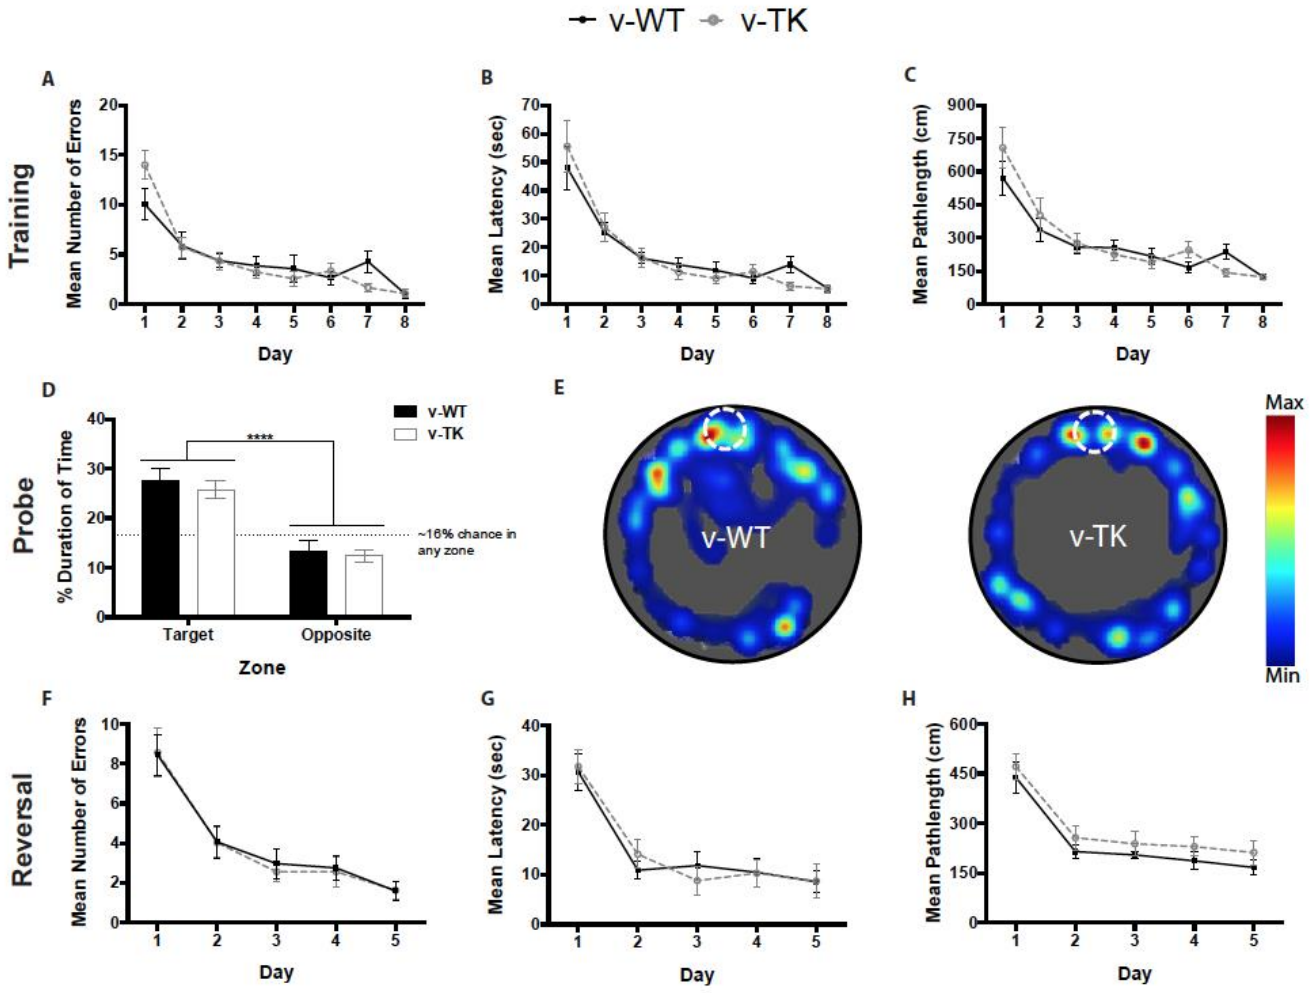 v-WT v-TK
A
B
C
Training
Mean Number of Errors
20
15
10
5
0
1 2 3 4 5 6 7 8
Day
Mean Latency (sec)
70
60
50
40
30
20
10
0
1 2 3 4 5 6 7 8
Day
Mean Pathlength (cm)
900
750
600
450
300
150
0
1 2 3 4 5 6 7 8
Day
D
E
Probe
% Duration of Time
40
30
20
10
0
****
v-WT
v-TK
~16% chance in
any zone
Target Opposite
Zone
v-WT
v-TK
Max
Min
F
G
H
Reversal
Mean Number of Errors
10
8
6
4
2
0
1 2 3 4 5
Day
Mean Latency (sec)
40
30
20
10
0
1 2 3 4 5
Day
Mean Pathlength (cm)
600
450
300
150
0
1 2 3 4 5
Day